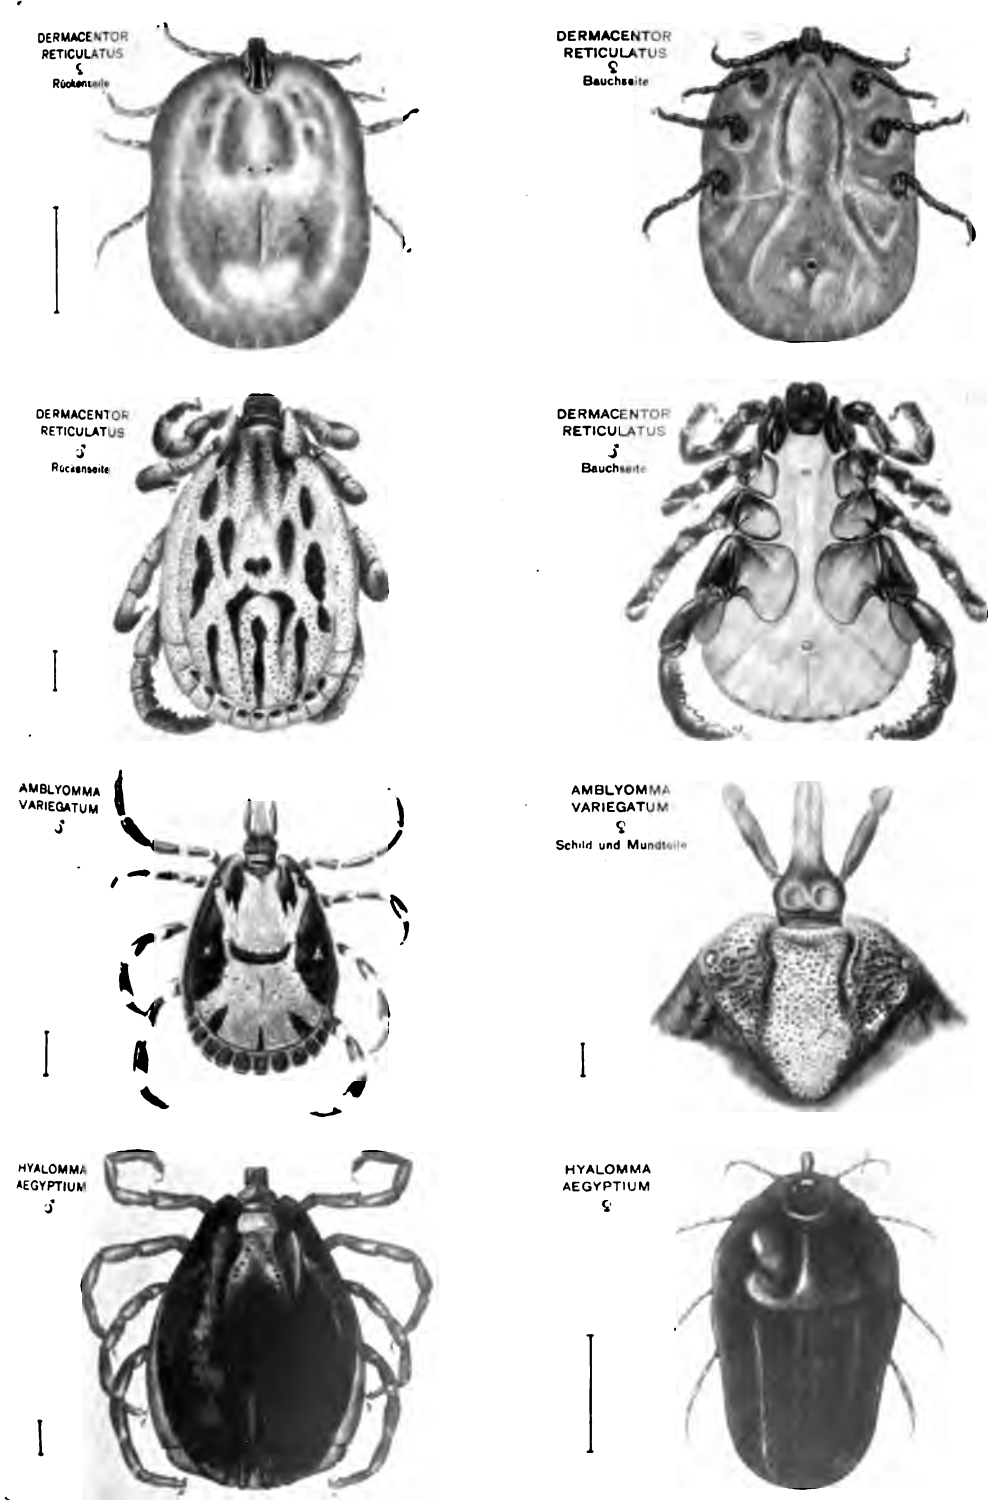 DERMACENTOR
RETICULATUS
♀
Rückenseite
DERMACENTOR
RETICULATUS
♀
Bauchseite
DERMACENTOR
RETICULATUS
♂
Rückenseite
DERMACENTOR
RETICULATUS
♂
Bauchseite
AMBLYOMMA
VARIEGATUM
♂
AMBLYOMMA
VARIEGATUM
♀
Schild und Mundteile
HYALOMMA
AEGYPTIUM
♂
HYALOMMA
AEGYPTIUM
♀